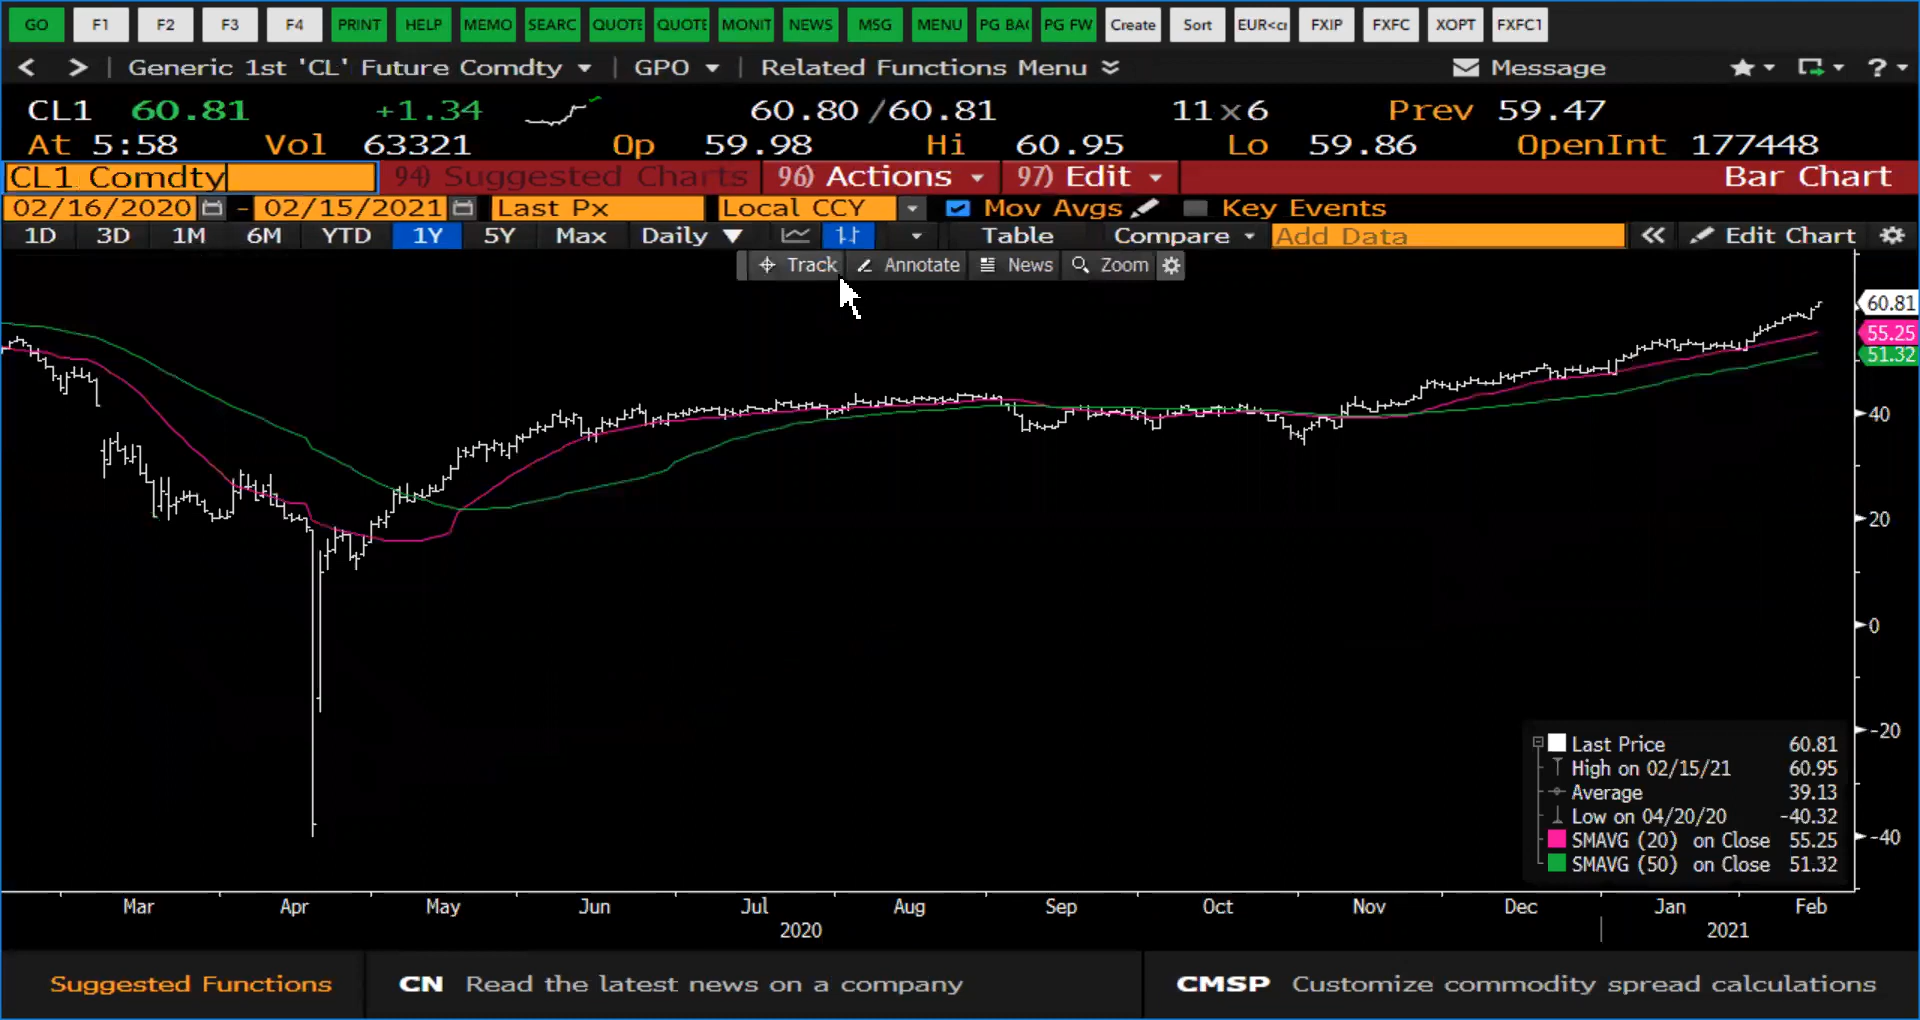 GO F1 F2 F3 F4 PRINT HELP MEMO SEARC QUOTE QUOTE MONIT NEWS MSG MENU PG BA PG FW Create Sort EUR<cr FXIP FXFC XOPT FXFC1
< > | Generic 1st 'CL' Future Comdty | GPO | Related Functions Menu Message ?
CL1 60.81 +1.34 60.80 /60.81 11×6 Prev 59.47
At 5:58 Vol 63321 Op 59.98 Hi 60.95 Lo 59.86 OpenInt 177448
CL1 Comdty 94) Suggested Charts 96) Actions 97) Edit Bar Chart
02/16/2020 - 02/15/2021 Last Px Local CCY Mov Avgs Key Events
1D 3D 1M 6M YTD 1Y 5Y Max Daily Table Compare Add Data Edit Chart
Track Annotate News Zoom
60.81
55.25
51.32
40
20
0
-20
-40
Last Price 60.81
High on 02/15/21 60.95
Average 39.13
Low on 04/20/20 -40.32
SMAVG (20) on Close 55.25
SMAVG (50) on Close 51.32
Mar Apr May Jun Jul Aug Sep Oct Nov Dec Jan Feb
2020 2021
Suggested Functions CN Read the latest news on a company CMSP Customize commodity spread calculations